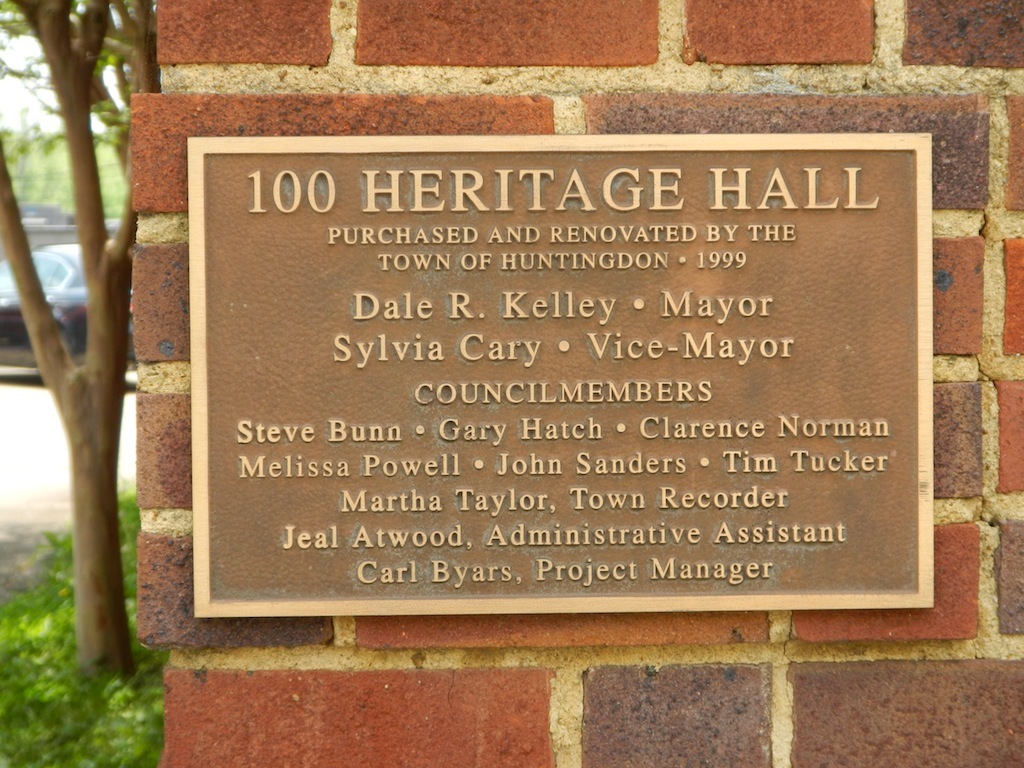 100 HERITAGE HALL
PURCHASED AND RENOVATED BY THE
TOWN OF HUNTINGDON • 1999
Dale R. Kelley • Mayor
Sylvia Cary • Vice-Mayor
COUNCILMEMBERS
Steve Bunn • Gary Hatch • Clarence Norman
Melissa Powell • John Sanders • Tim Tucker
Martha Taylor, Town Recorder
Jeal Atwood, Administrative Assistant
Carl Byars, Project Manager